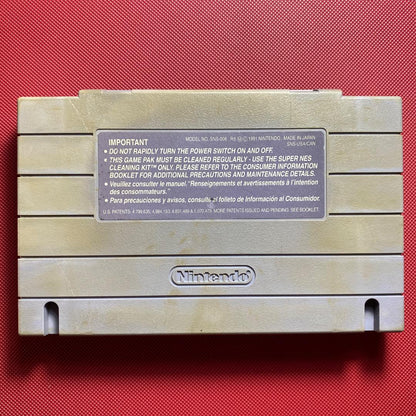 MODEL NO. SNS-006 ® & © 1991 NINTENDO. MADE IN JAPAN
IMPORTANT SNS-USA/CAN
• DO NOT RAPIDLY TURN THE POWER SWITCH ON AND OFF.
• THIS GAME PAK MUST BE CLEANED REGULARLY - USE THE SUPER NES
CLEANING KIT™ ONLY. PLEASE REFER TO THE CONSUMER INFORMATION
BOOKLET FOR ADDITIONAL PRECAUTIONS AND MAINTENANCE DETAILS.
• Veuillez consulter le manuel "Renseignements et avertissements à l'intention
des consommateurs."
• Para precauciones y avisos, consulte el folleto de Información al Consumidor.
U.S. PATENTS: MORE PATENTS ISSUED AND PENDING. SEE BOOKLET.
Nintendo®